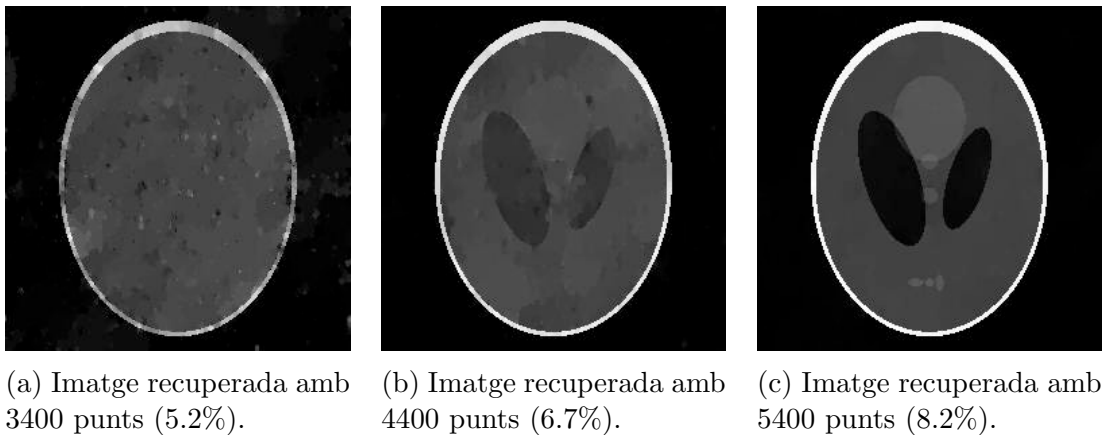 (a) Imatge recuperada amb
3400 punts (5.2%).
(b) Imatge recuperada amb
4400 punts (6.7%).
(c) Imatge recuperada amb
5400 punts (8.2%).